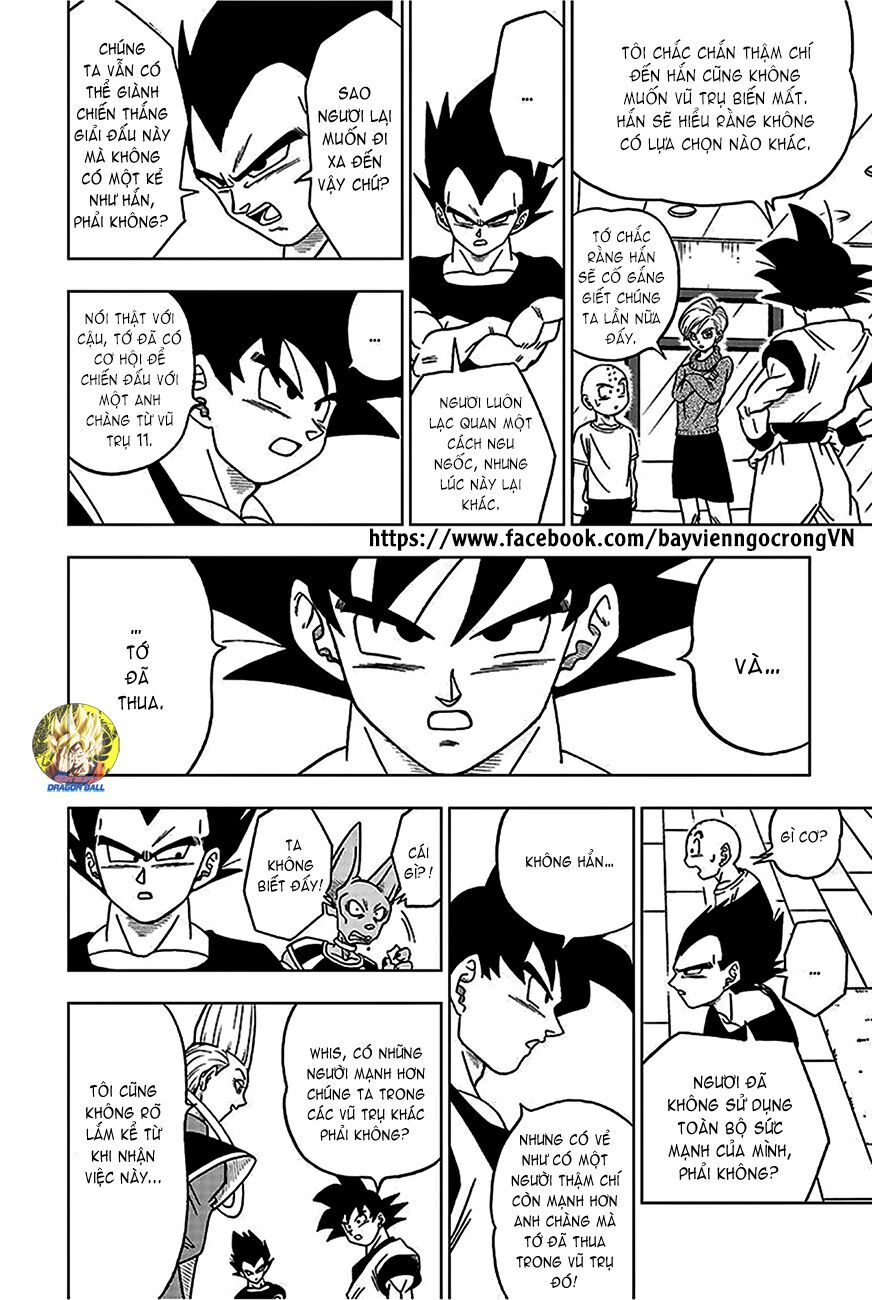 TÔI CHẮC CHẮN THẬM CHÍ
ĐẾN HẮN CŨNG KHÔNG
MUỐN VŨ TRỤ BIẾN MẤT.
HẮN SẼ HIỂU RẰNG KHÔNG
CÓ LỰA CHỌN NÀO KHÁC.
TỚ CHẮC
RẰNG HẮN
SẼ CỐ GẮNG
GIẾT CHÚNG
TA LẦN NỮA
ĐẤY.
...
NGƯƠI LUÔN
LẠC QUAN MỘT
CÁCH NGU
NGỐC, NHƯNG
LÚC NÀY LẠI
KHÁC.
SAO
NGƯƠI LẠI
MUỐN ĐI
XA ĐẾN
VẬY CHỨ?
CHÚNG
TA VẪN CÓ
THỂ GIÀNH
CHIẾN THẮNG
GIẢI ĐẤU NÀY
MÀ KHÔNG
CÓ MỘT KẺ
NHƯ HẮN,
PHẢI KHÔNG?
...
NÓI THẬT VỚI
CẬU, TỚ ĐÃ CÓ
CƠ HỘI ĐỂ
CHIẾN ĐẤU VỚI
MỘT ANH
CHÀNG TỪ VŨ
TRỤ 11.
https://www.facebook.com/bayvienngocrongVN
VÀ...
...
TỚ
ĐÃ
THUA.
DRAGON BALL
GÌ CƠ?
...
NGƯƠI ĐÃ
KHÔNG SỬ DỤNG
TOÀN BỘ SỨC
MẠNH CỦA MÌNH,
PHẢI KHÔNG?
KHÔNG HẲN...
NHƯNG CÓ VẺ
NHƯ CÓ MỘT
NGƯỜI THẬM CHÍ
CÒN MẠNH HƠN
ANH CHÀNG MÀ
TỚ ĐÃ THUA
TRONG VŨ TRỤ
ĐÓ!
CÁI
GÌ?!
TA
KHÔNG
BIẾT ĐẤY!
WHIS, CÓ NHỮNG
NGƯỜI MẠNH HƠN
CHÚNG TA TRONG
CÁC VŨ TRỤ KHÁC
PHẢI KHÔNG?
TÔI CŨNG
KHÔNG RÕ
LẮM KỂ TỪ
KHI NHẬN
VIỆC NÀY...